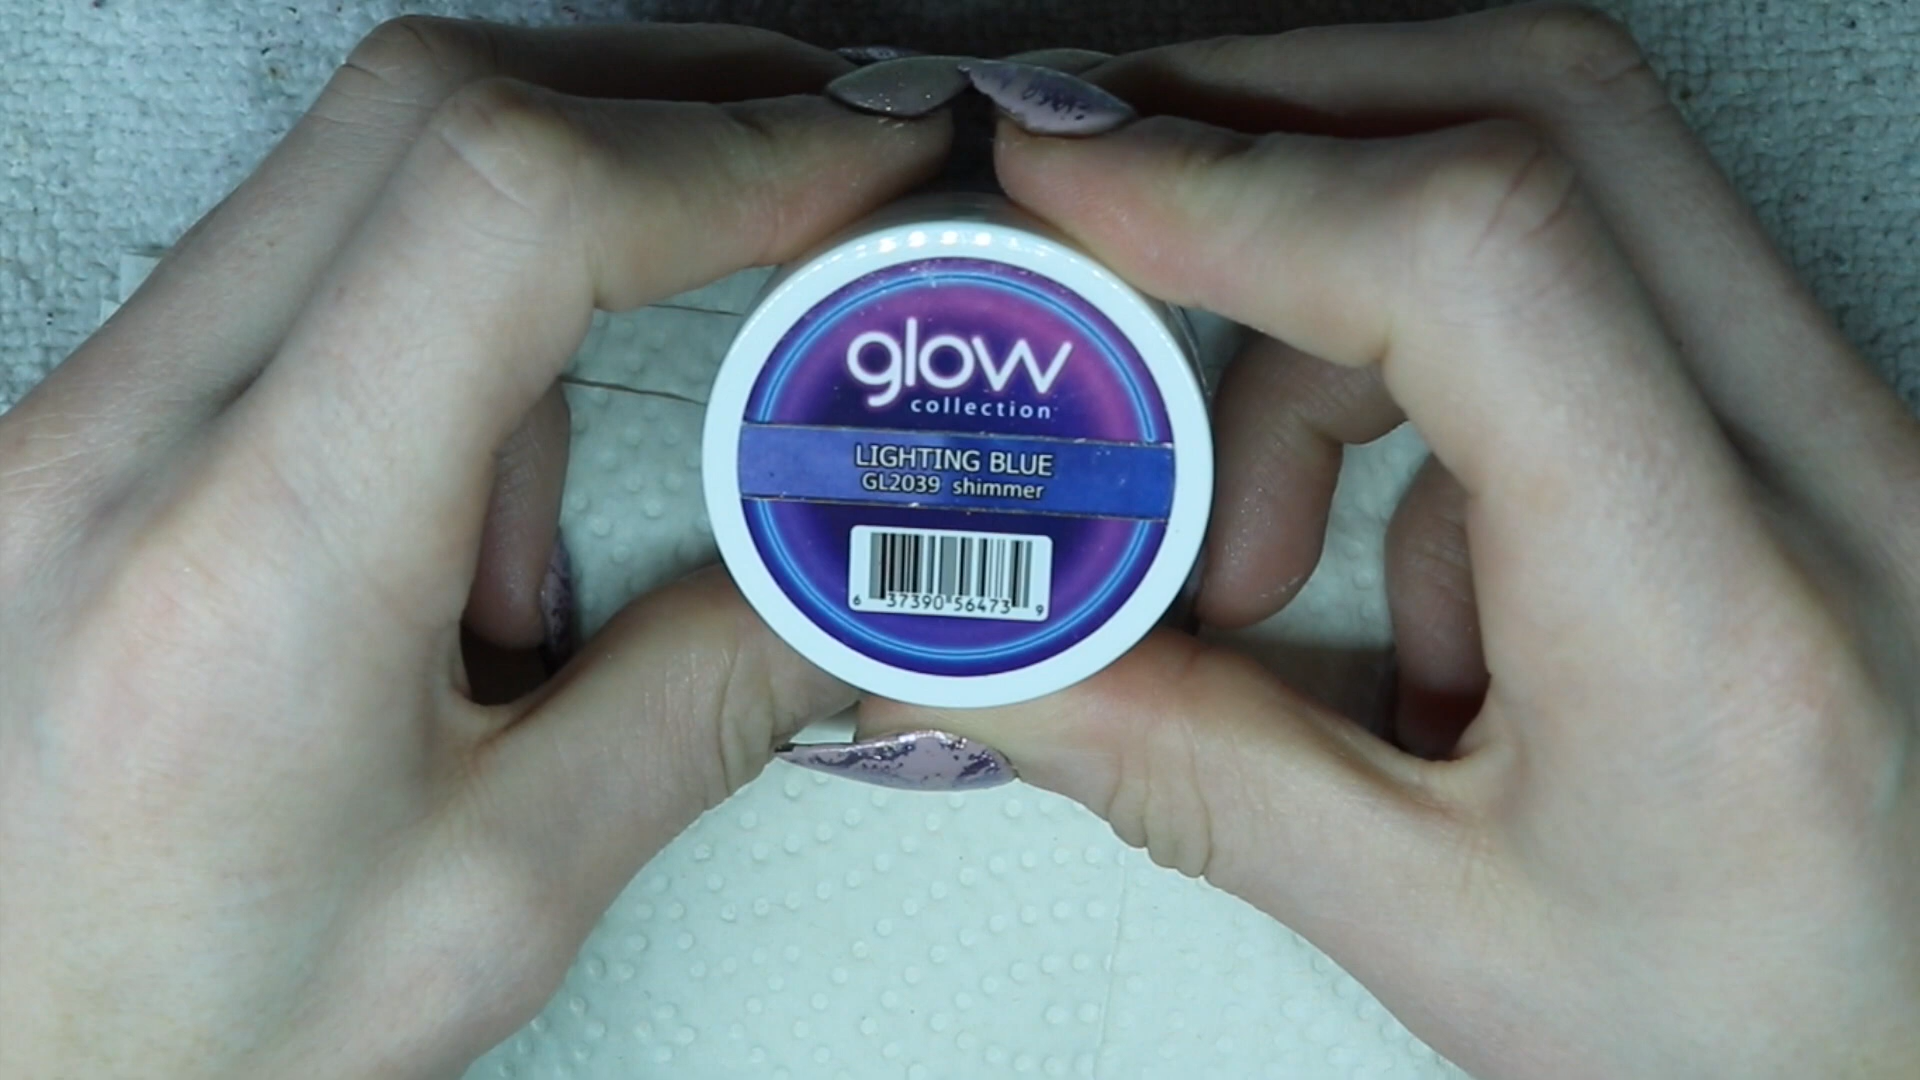 glow
collection
LIGHTING BLUE
GL2039 shimmer
6 37390 56473 9